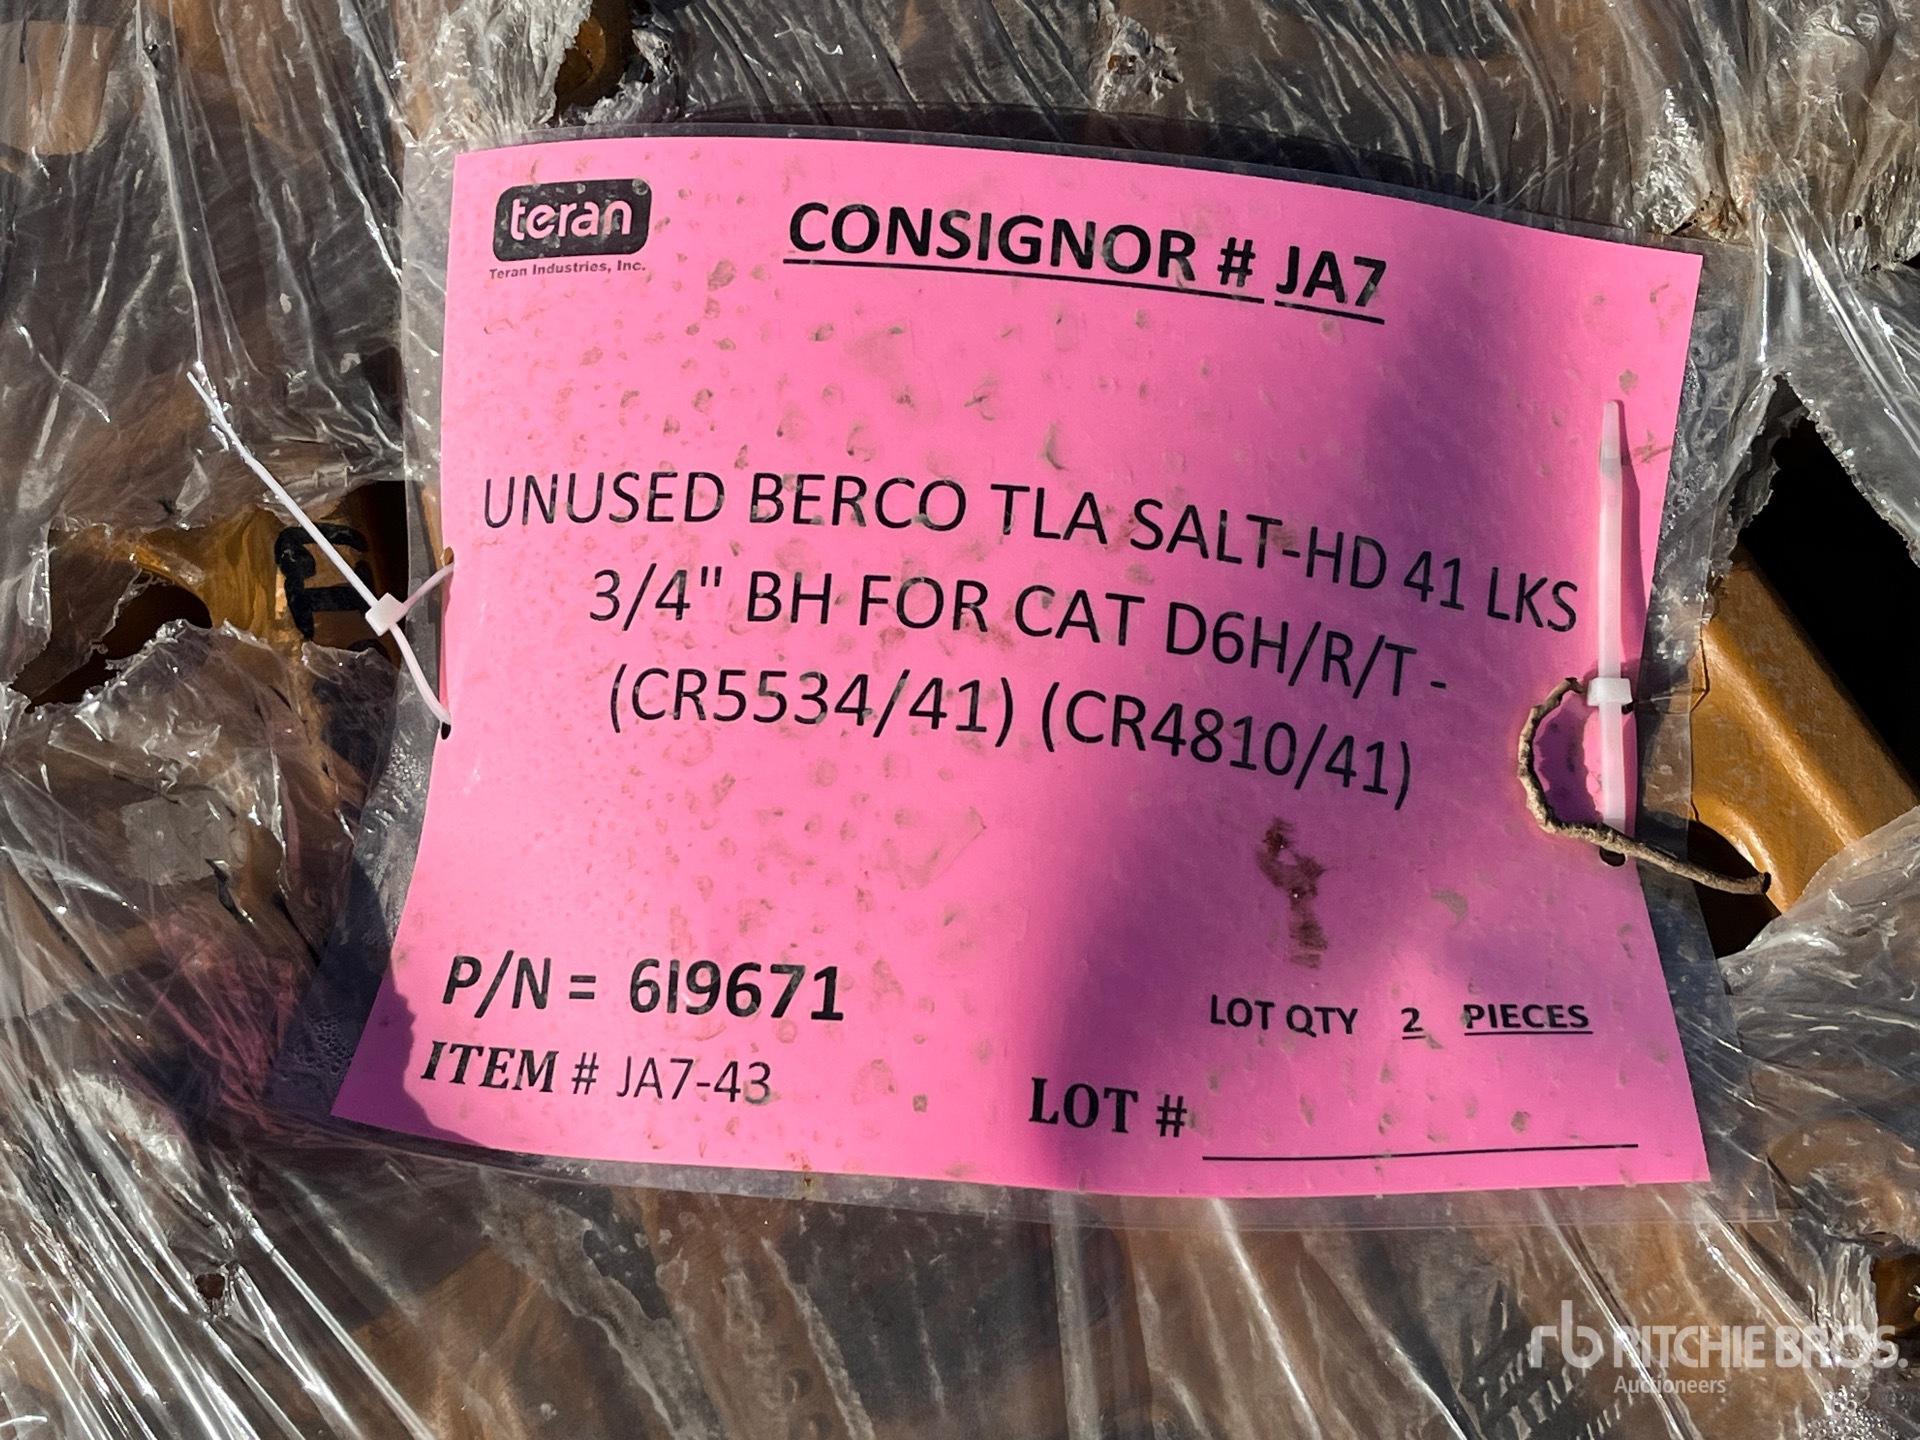 teran
Teran Industries, Inc.
CONSIGNOR # JA7
UNUSED BERCO TLA SALT-HD 41 LKS
3/4" BH FOR CAT D6H/R/T -
(CR5534/41) (CR4810/41)
P/N = 6I9671
LOT QTY 2 PIECES
ITEM # JA7-43
LOT #
rb RITCHIE BROS.
Auctioneers